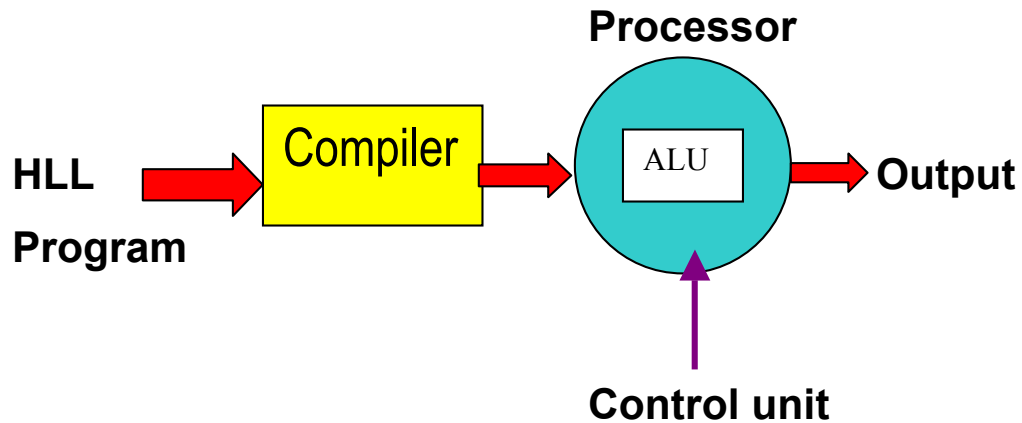 Processor
Compiler
ALU
HLL
Program
Output
Control unit